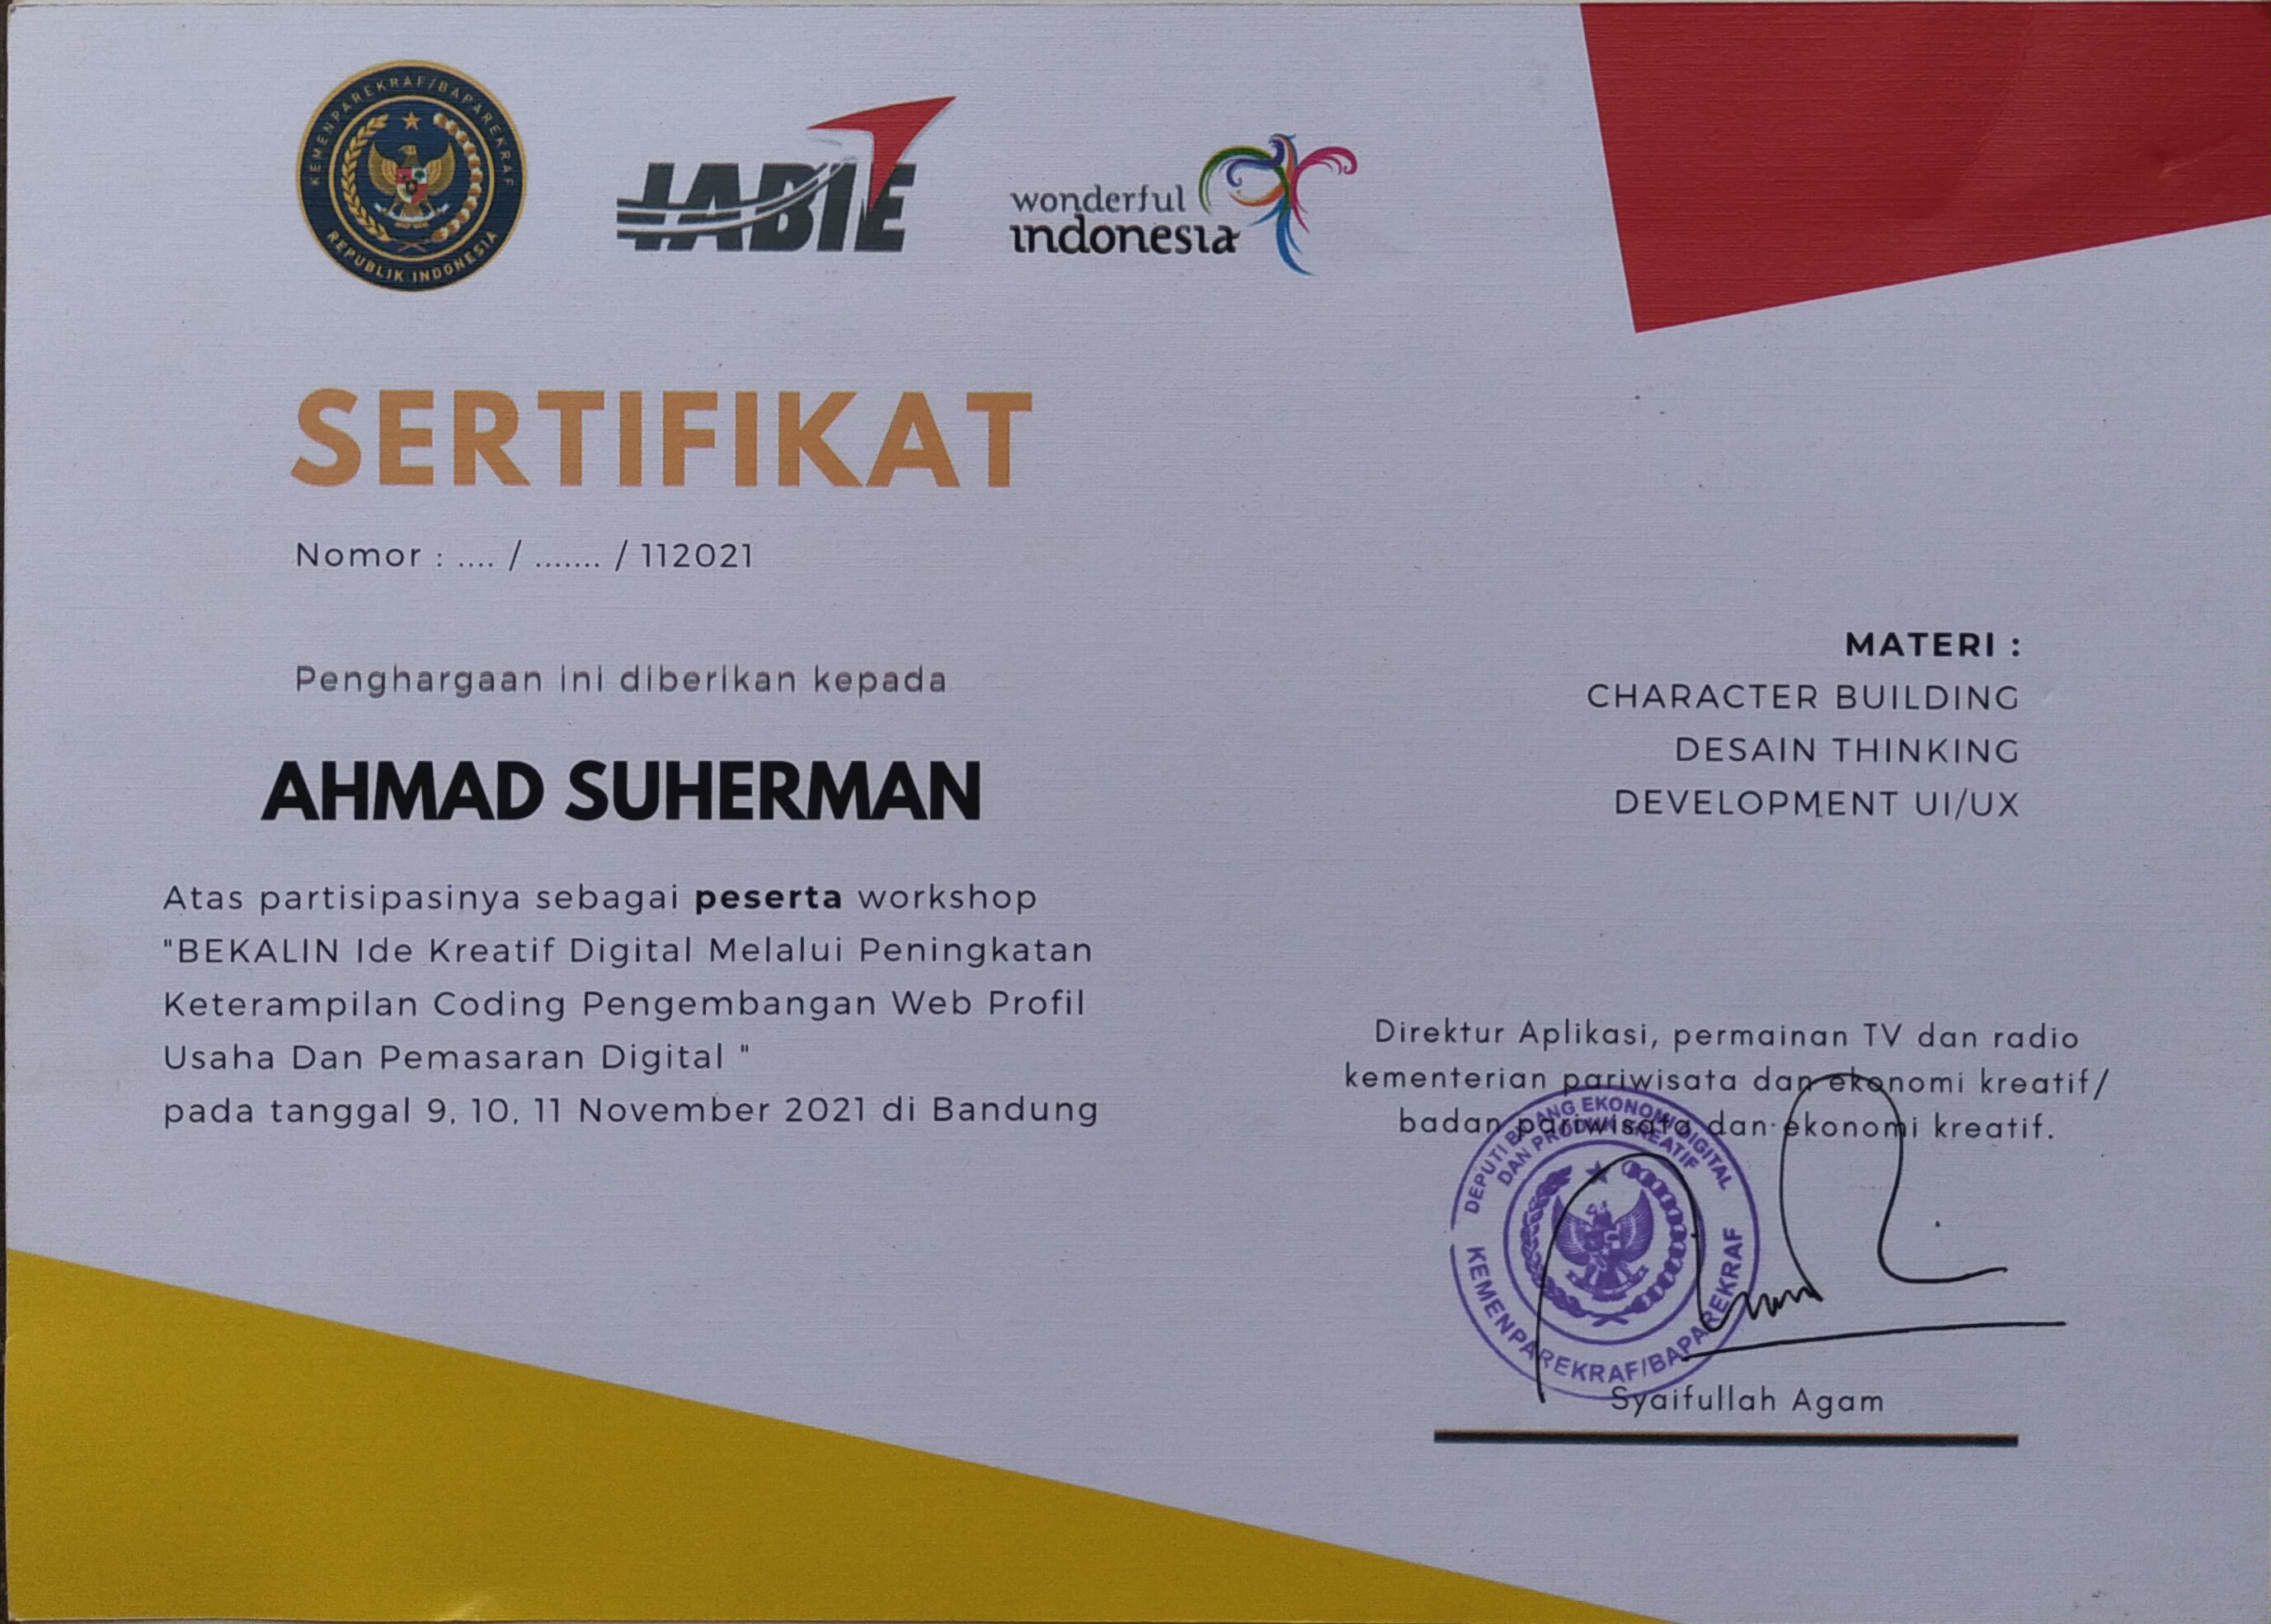 KEMENPAREKRAF/BAPAREKRAF
REPUBLIK INDONESIA
IABIE
wonderful
indonesia
SERTIFIKAT
Nomor : .... / ....... / 112021
Penghargaan ini diberikan kepada
AHMAD SUHERMAN
Atas partisipasinya sebagai peserta workshop
"BEKALIN Ide Kreatif Digital Melalui Peningkatan
Keterampilan Coding Pengembangan Web Profil
Usaha Dan Pemasaran Digital "
pada tanggal 9, 10, 11 November 2021 di Bandung
MATERI :
CHARACTER BUILDING
DESAIN THINKING
DEVELOPMENT UI/UX
Direktur Aplikasi, permainan TV dan radio
kementerian pariwisata dan ekonomi kreatif/
badan pariwisata dan ekonomi kreatif.
DEPUTI BIDANG EKONOMI DIGITAL
DAN PRODUK KREATIF
KEMENPAREKRAF/BAPAREKRAF
Syaifullah Agam